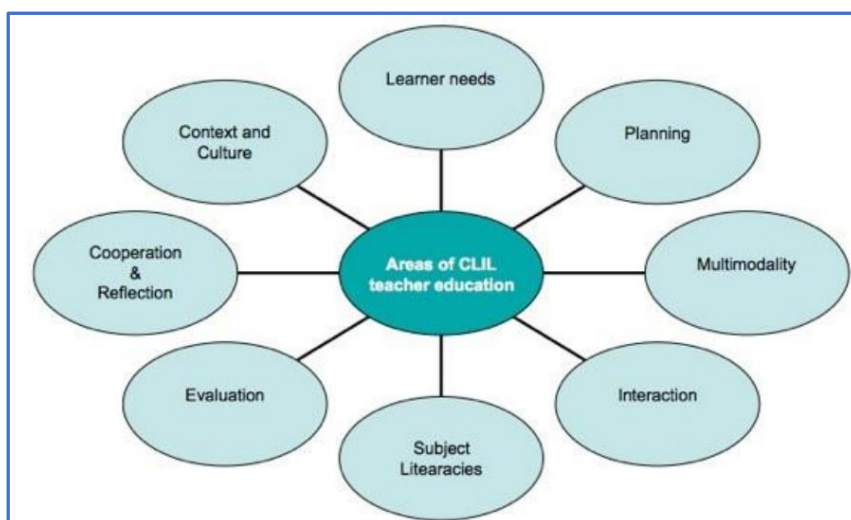 Learner needs
Context and
Culture
Planning
Cooperation
&
Reflection
Areas of CLIL
teacher education
Multimodality
Evaluation
Interaction
Subject
Litearacies